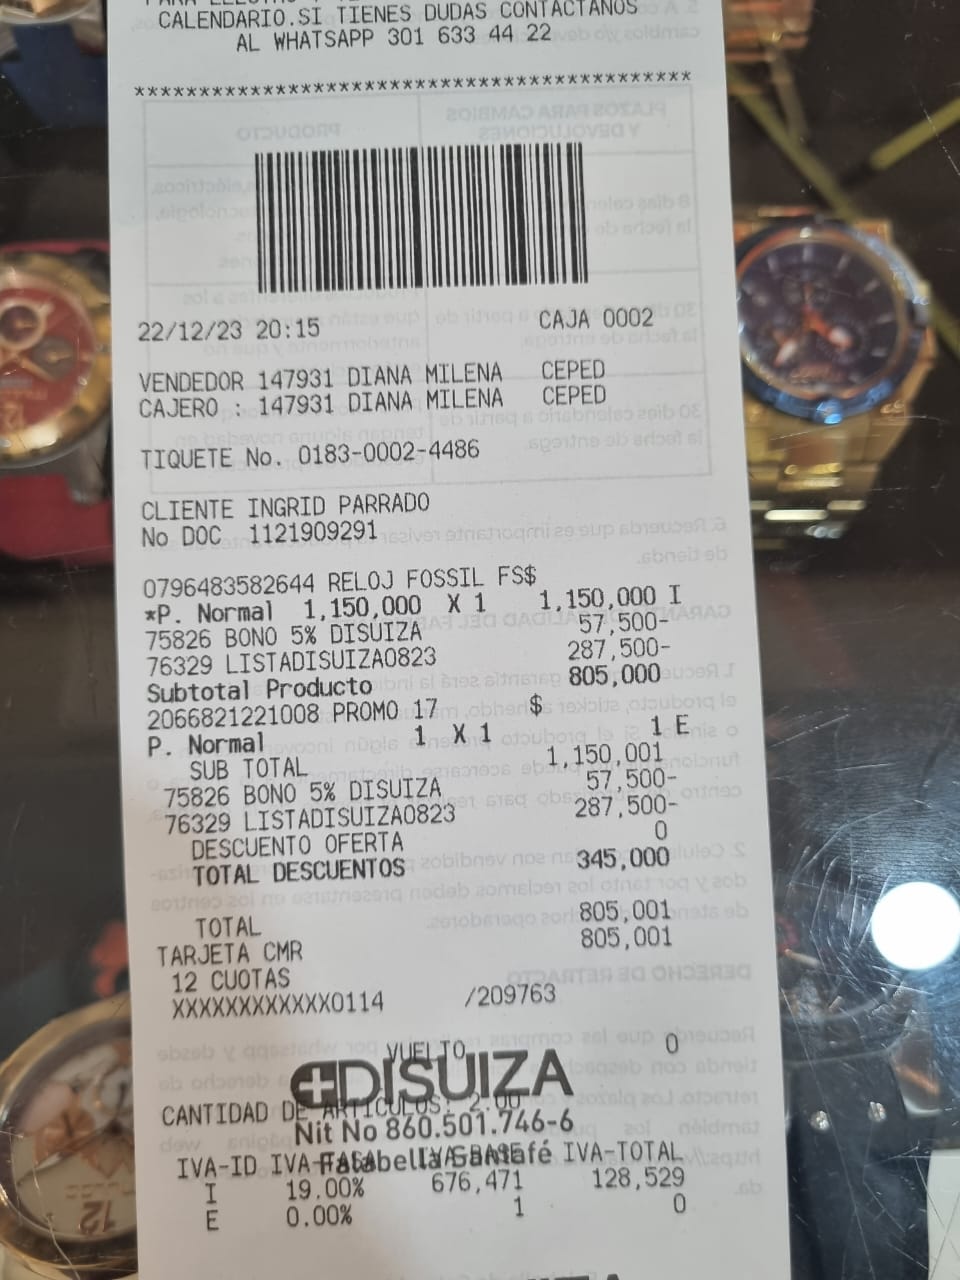 CALENDARIO.SI TIENES DUDAS CONTACTANOS
AL WHATSAPP 301 633 44 22
*******************************************
22/12/23 20:15 CAJA 0002
VENDEDOR 147931 DIANA MILENA CEPED
CAJERO : 147931 DIANA MILENA CEPED
TIQUETE No. 0183-0002-4486
CLIENTE INGRID PARRADO
No DOC 1121909291
0796483582644 RELOJ FOSSIL FS$
*P. Normal 1,150,000 X 1 1,150,000 I
75826 BONO 5% DISUIZA 57,500-
76329 LISTADISUIZA0823 287,500-
Subtotal Producto 805,000
2066821221008 PROMO 17 $
P. Normal 1 X 1 1 E
SUB TOTAL 1,150,001
75826 BONO 5% DISUIZA 57,500-
76329 LISTADISUIZA0823 287,500-
DESCUENTO OFERTA 0
TOTAL DESCUENTOS 345,000
TOTAL 805,001
TARJETA CMR 805,001
12 CUOTAS
XXXXXXXXXXXX0114 /209763
VUELTO 0
DISUIZA
CANTIDAD DE ARTICULOS: 2.00
Nit No 860.501.746-6
Falabella Santafé
IVA-ID IVA-TASA IVA-BASE IVA-TOTAL
I 19.00% 676,471 128,529
E 0.00% 1 0